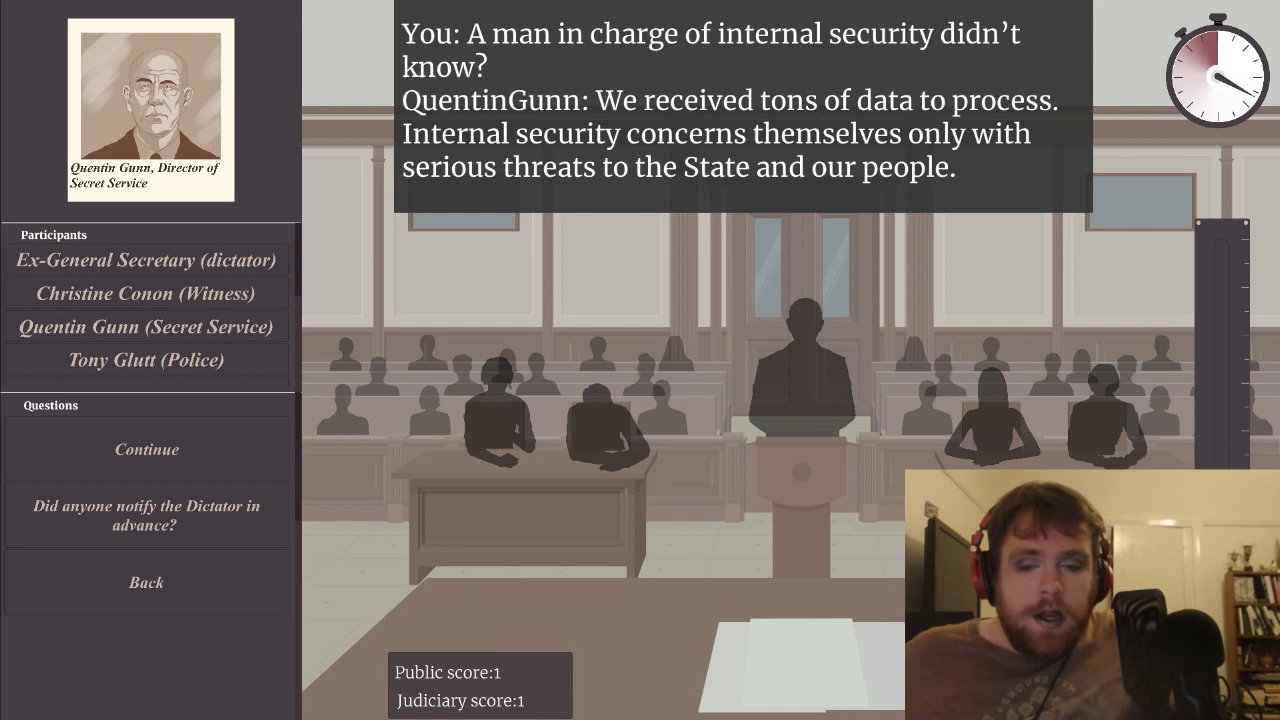 You: A man in charge of internal security didn’t
know?
QuentinGunn: We received tons of data to process.
Internal security concerns themselves only with
serious threats to the State and our people.
Quentin Gunn, Director of
Secret Service
Participants
Ex-General Secretary (dictator)
Christine Conon (Witness)
Quentin Gunn (Secret Service)
Tony Glutt (Police)
Questions
Continue
Did anyone notify the Dictator in
advance?
Back
Public score:1
Judiciary score:1